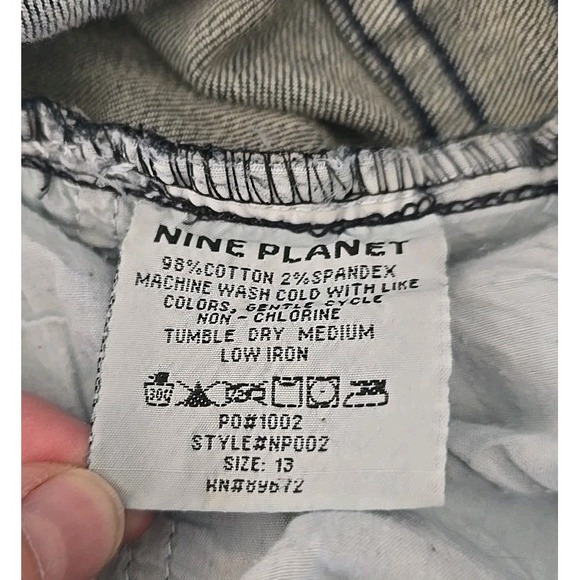 NINE PLANET
98%COTTON 2%SPANDEX
MACHINE WASH COLD WITH LIKE
COLORS, GENTLE CYCLE
NON-CHLORINE
TUMBLE DRY MEDIUM
LOW IRON
30C
PO#1002
STYLE#NP002
SIZE: 13
RN#89672